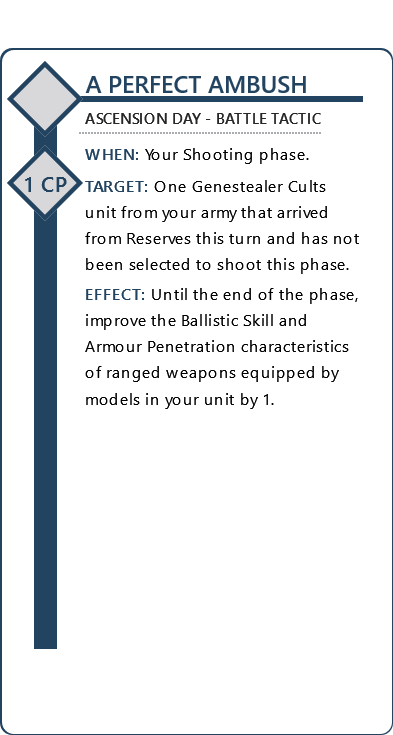 A PERFECT AMBUSH
ASCENSION DAY - BATTLE TACTIC
WHEN: Your Shooting phase.
1 CP
TARGET: One Genestealer Cults
unit from your army that arrived
from Reserves this turn and has not
been selected to shoot this phase.
EFFECT: Until the end of the phase,
improve the Ballistic Skill and
Armour Penetration characteristics
of ranged weapons equipped by
models in your unit by 1.